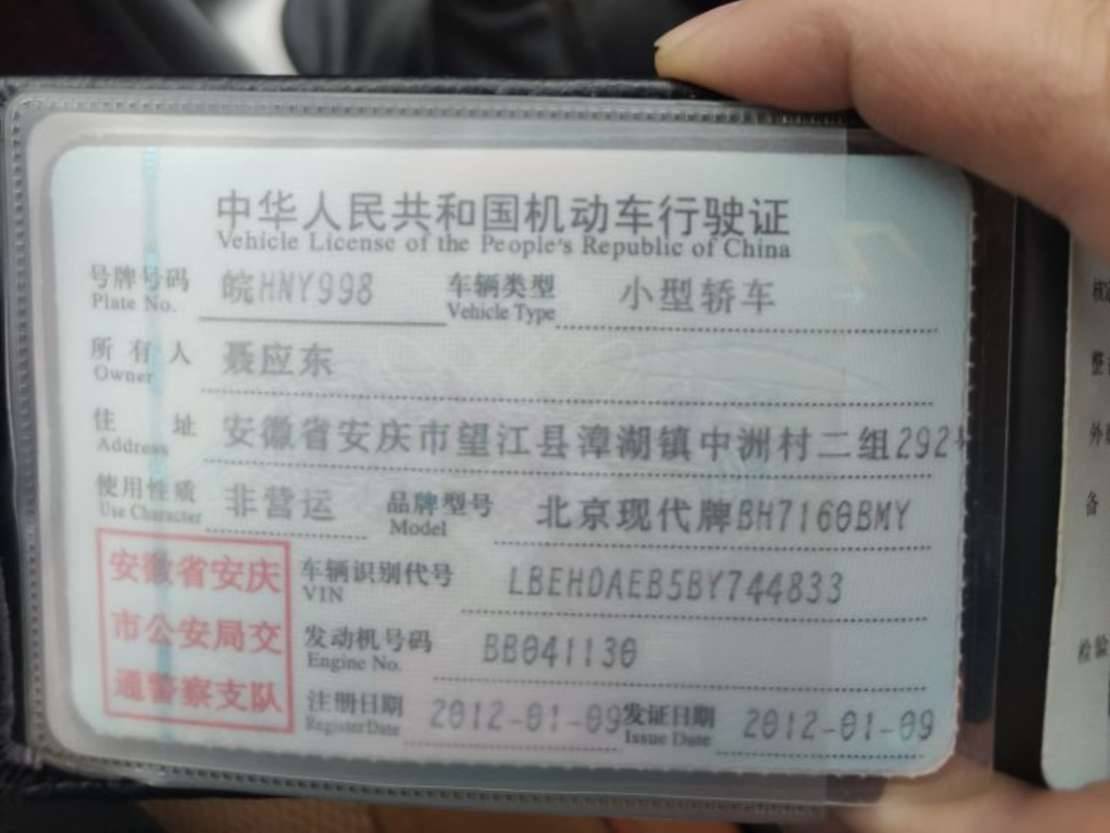 中华人民共和国机动车行驶证
Vehicle License of the People's Republic of China
号牌号码 皖HNY998 车辆类型 小型轿车
Plate No. Vehicle Type
所有人 聂应东
Owner
住址 安徽省安庆市望江县漳湖镇中洲村二组292
Address
使用性质 非营运 品牌型号 北京现代牌BH7160BMY
Use Character Model
安徽省安庆
市公安局交
通警察支队
车辆识别代号 LBEHDAEB5BY744833
VIN
发动机号码 BB041130
Engine No.
注册日期 2012-01-09 发证日期 2012-01-09
Register Date Issue Date
备
检验